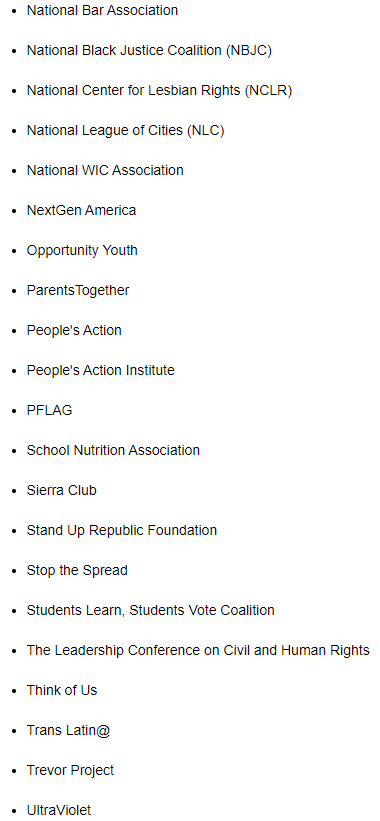 • National Bar Association
• National Black Justice Coalition (NBJC)
• National Center for Lesbian Rights (NCLR)
• National League of Cities (NLC)
• National WIC Association
• NextGen America
• Opportunity Youth
• ParentsTogether
• People's Action
• People's Action Institute
• PFLAG
• School Nutrition Association
• Sierra Club
• Stand Up Republic Foundation
• Stop the Spread
• Students Learn, Students Vote Coalition
• The Leadership Conference on Civil and Human Rights
• Think of Us
• Trans Latin@
• Trevor Project
• UltraViolet